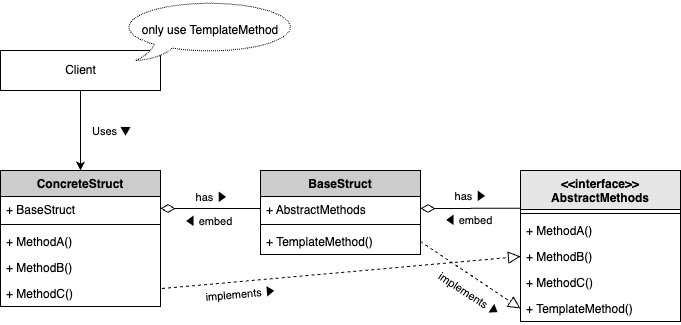 only use TemplateMethod
Client
Uses ▼
ConcreteStruct
+ BaseStruct
+ MethodA()
+ MethodB()
+ MethodC()
has ▶
◀ embed
BaseStruct
+ AbstractMethods
+ TemplateMethod()
has ▶
◀ embed
<<interface>>
AbstractMethods
+ MethodA()
+ MethodB()
+ MethodC()
+ TemplateMethod()
implements ▶
implements ▶